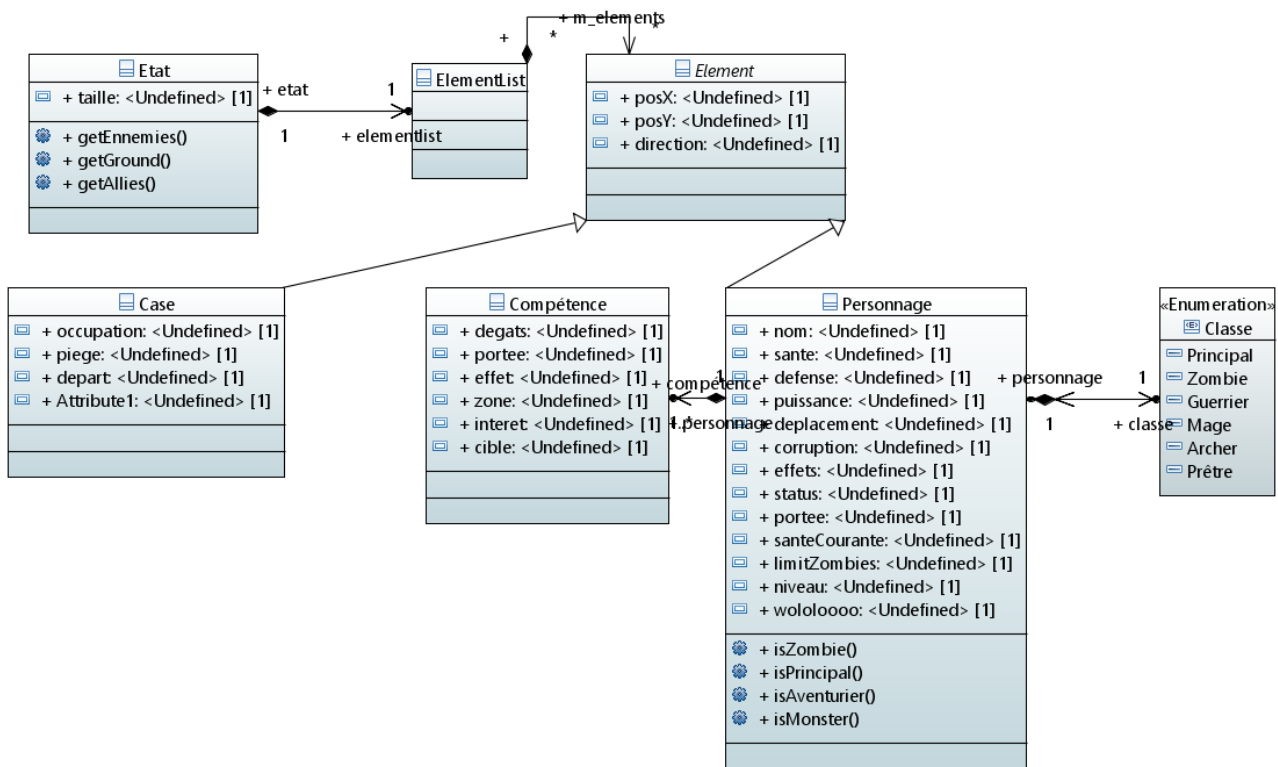 + m_elements
+
*
*
Etat
+ taille: <Undefined> [1]
+ getEnnemies()
+ getGround()
+ getAllies()
+ etat
1
1
+ elementlist
ElementList
Element
+ posX: <Undefined> [1]
+ posY: <Undefined> [1]
+ direction: <Undefined> [1]
Case
+ occupation: <Undefined> [1]
+ piege: <Undefined> [1]
+ depart: <Undefined> [1]
+ Attribute1: <Undefined> [1]
Compétence
+ degats: <Undefined> [1]
+ portee: <Undefined> [1]
+ effet: <Undefined> [1]
+ zone: <Undefined> [1]
+ interet: <Undefined> [1]
+ cible: <Undefined> [1]
+ compétence
1
1..*
+ personnage
Personnage
+ nom: <Undefined> [1]
+ sante: <Undefined> [1]
+ defense: <Undefined> [1]
+ puissance: <Undefined> [1]
+ deplacement: <Undefined> [1]
+ corruption: <Undefined> [1]
+ effets: <Undefined> [1]
+ status: <Undefined> [1]
+ portee: <Undefined> [1]
+ santeCourante: <Undefined> [1]
+ limitZombies: <Undefined> [1]
+ niveau: <Undefined> [1]
+ wololoooo: <Undefined> [1]
+ isZombie()
+ isPrincipal()
+ isAventurier()
+ isMonster()
+ personnage
1
1
+ classe
«Enumeration»
Classe
Principal
Zombie
Guerrier
Mage
Archer
Prêtre